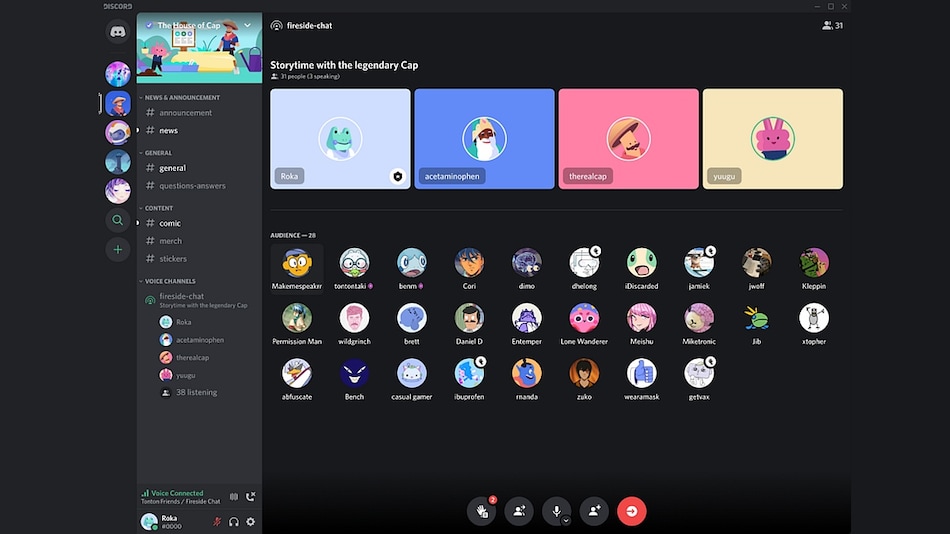 DISCORD
The House of Cap
NEWS & ANNOUNCEMENT
# announcement
# news
GENERAL
# general
# questions-answers
CONTENT
# comic
# merch
# stickers
VOICE CHANNELS
fireside-chat
Storytime with the legendary Cap
Roka
acetaminophen
therealcap
yuugu
38 listening
Voice Connected
Tonton Friends / Fireside Chat
Roka
#0000
fireside-chat
31
Storytime with the legendary Cap
31 people (3 speaking)
Roka
acetaminophen
therealcap
yuugu
AUDIENCE — 28
Makemespeakrr tontontaki benm Cori dimo dhelong iDiscarded jamiek jwoff Kleppin
Permission Man wildgrinch brett Daniel D Entemper Lone Wanderer Meishu Miketronic Jib xtopher
abfuscate Bench casual gamer ibuprofen rnanda zuko wearamask getvax
2